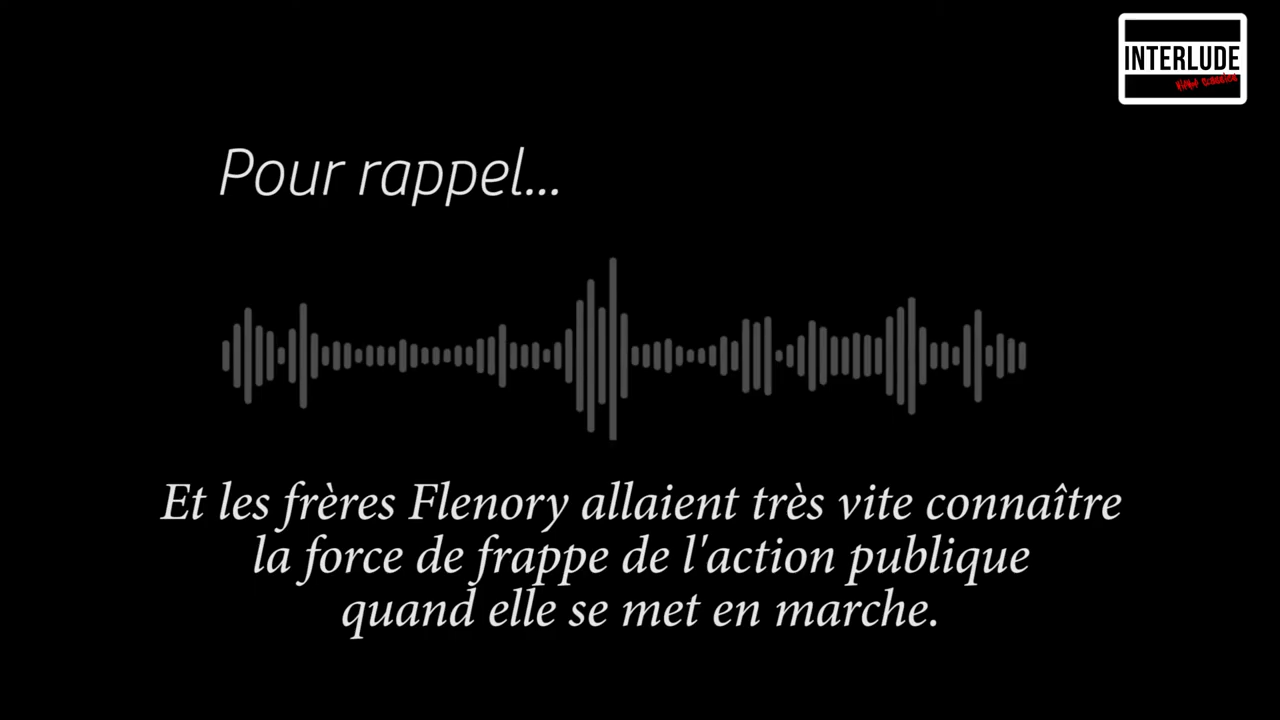 INTERLUDE
Pour rappel...
Et les frères Flenory allaient très vite connaître
la force de frappe de l'action publique
quand elle se met en marche.